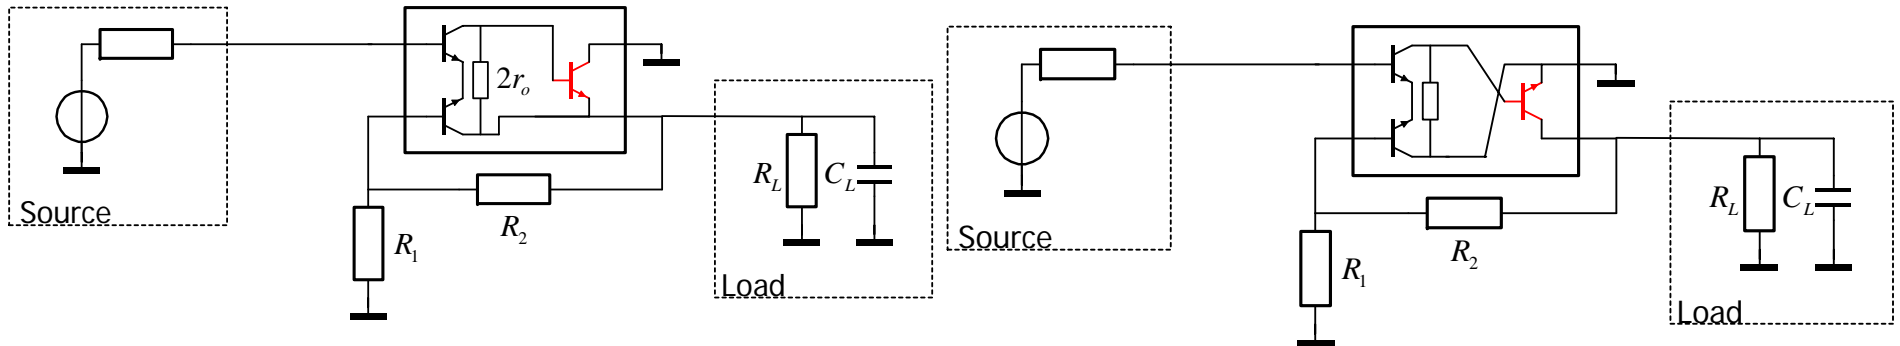 2r_o
R_L
C_L
Source
R_2
R_1
Load
R_L
C_L
Source
R_2
R_1
Load